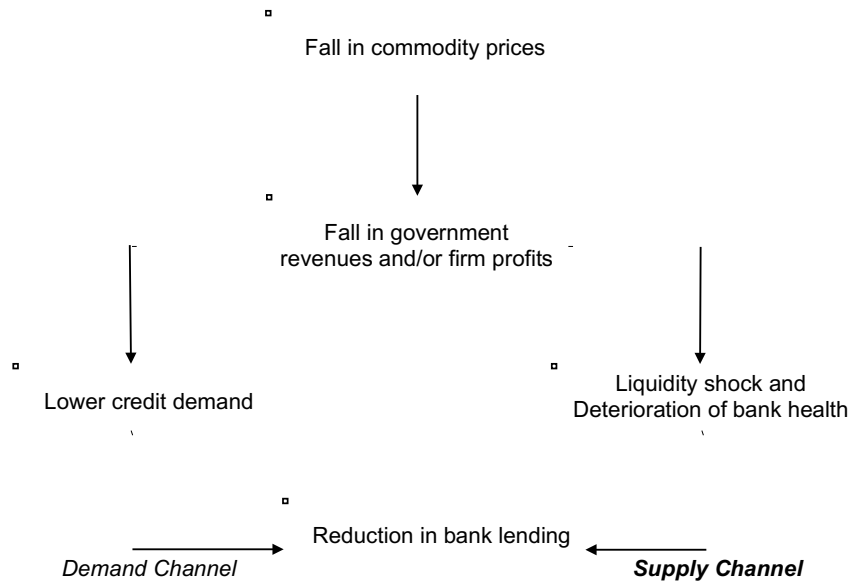 Fall in commodity prices
Fall in government
revenues and/or firm profits
Lower credit demand
Liquidity shock and
Deterioration of bank health
Reduction in bank lending
Demand Channel
Supply Channel